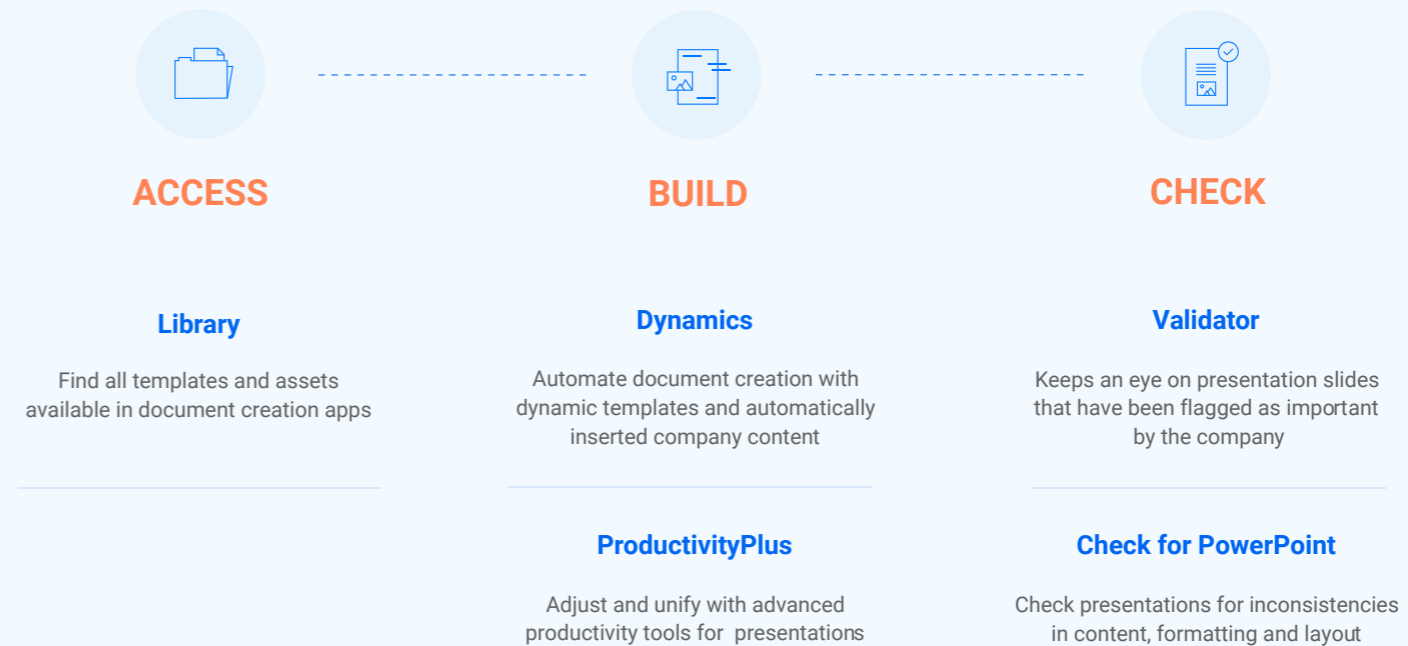 ACCESS
Library
Find all templates and assets
available in document creation apps
BUILD
Dynamics
Automate document creation with
dynamic templates and automatically
inserted company content
ProductivityPlus
Adjust and unify with advanced
productivity tools for  presentations
CHECK
Validator
Keeps an eye on presentation slides
that have been flagged as important
by the company
Check for PowerPoint
Check presentations for inconsistencies
in content, formatting and layout